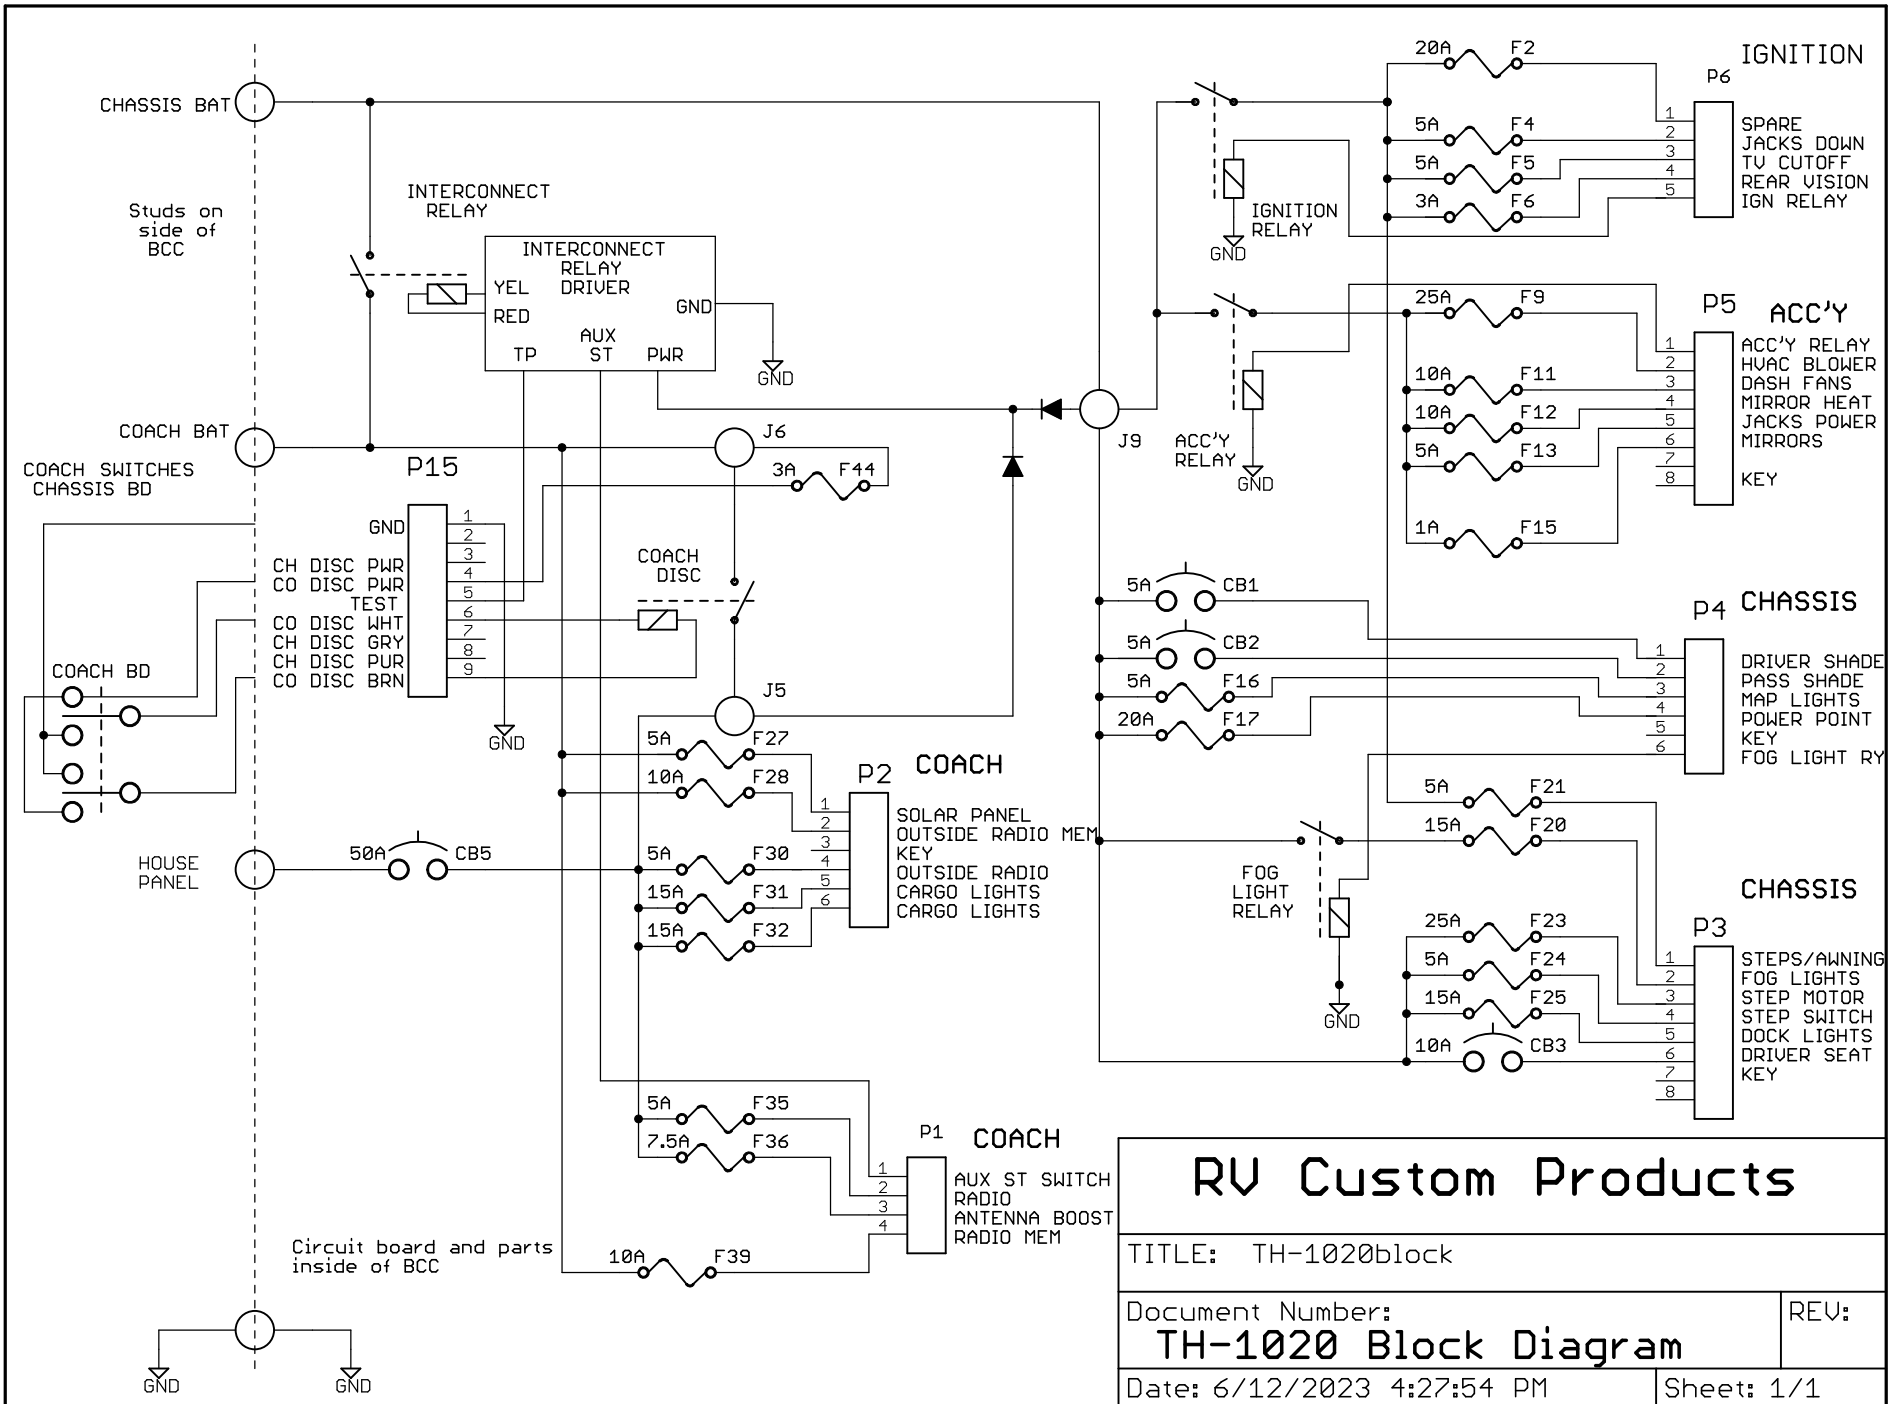 CHASSIS BAT
Studs on
side of
BCC
INTERCONNECT
RELAY
INTERCONNECT
RELAY
DRIVER
YEL
RED
GND
AUX
TP ST PWR
GND
COACH BAT
COACH SWITCHES
CHASSIS BD
P15
GND
CH DISC PWR
CO DISC PWR
TEST
CO DISC WHT
CH DISC GRY
CH DISC PUR
CO DISC BRN
1
2
3
4
5
6
7
8
9
GND
COACH BD
J6
3A F44
COACH
DISC
J5
J9
HOUSE
PANEL
50A CB5
5A F27
10A F28
5A F30
15A F31
15A F32
P2 COACH
1
2
3
4
5
6
SOLAR PANEL
OUTSIDE RADIO MEM
KEY
OUTSIDE RADIO
CARGO LIGHTS
CARGO LIGHTS
5A F35
7.5A F36
10A F39
P1 COACH
1
2
3
4
AUX ST SWITCH
RADIO
ANTENNA BOOST
RADIO MEM
Circuit board and parts
inside of BCC
GND
GND
IGNITION
RELAY
GND
20A F2
5A F4
5A F5
3A F6
P6 IGNITION
1
2
3
4
5
SPARE
JACKS DOWN
TV CUTOFF
REAR VISION
IGN RELAY
ACC'Y
RELAY
GND
25A F9
10A F11
10A F12
5A F13
1A F15
P5 ACC'Y
1
2
3
4
5
6
7
8
ACC'Y RELAY
HVAC BLOWER
DASH FANS
MIRROR HEAT
JACKS POWER
MIRRORS
KEY
5A CB1
5A CB2
5A F16
20A F17
P4 CHASSIS
1
2
3
4
5
6
DRIVER SHADE
PASS SHADE
MAP LIGHTS
POWER POINT
KEY
FOG LIGHT RY
FOG
LIGHT
RELAY
GND
5A F21
15A F20
25A F23
5A F24
15A F25
10A CB3
CHASSIS
P3
1
2
3
4
5
6
7
8
STEPS/AWNING
FOG LIGHTS
STEP MOTOR
STEP SWITCH
DOCK LIGHTS
DRIVER SEAT
KEY
RV Custom Products
TITLE: TH-1020block
Document Number:
TH-1020 Block Diagram
REV:
Date: 6/12/2023 4:27:54 PM
Sheet: 1/1